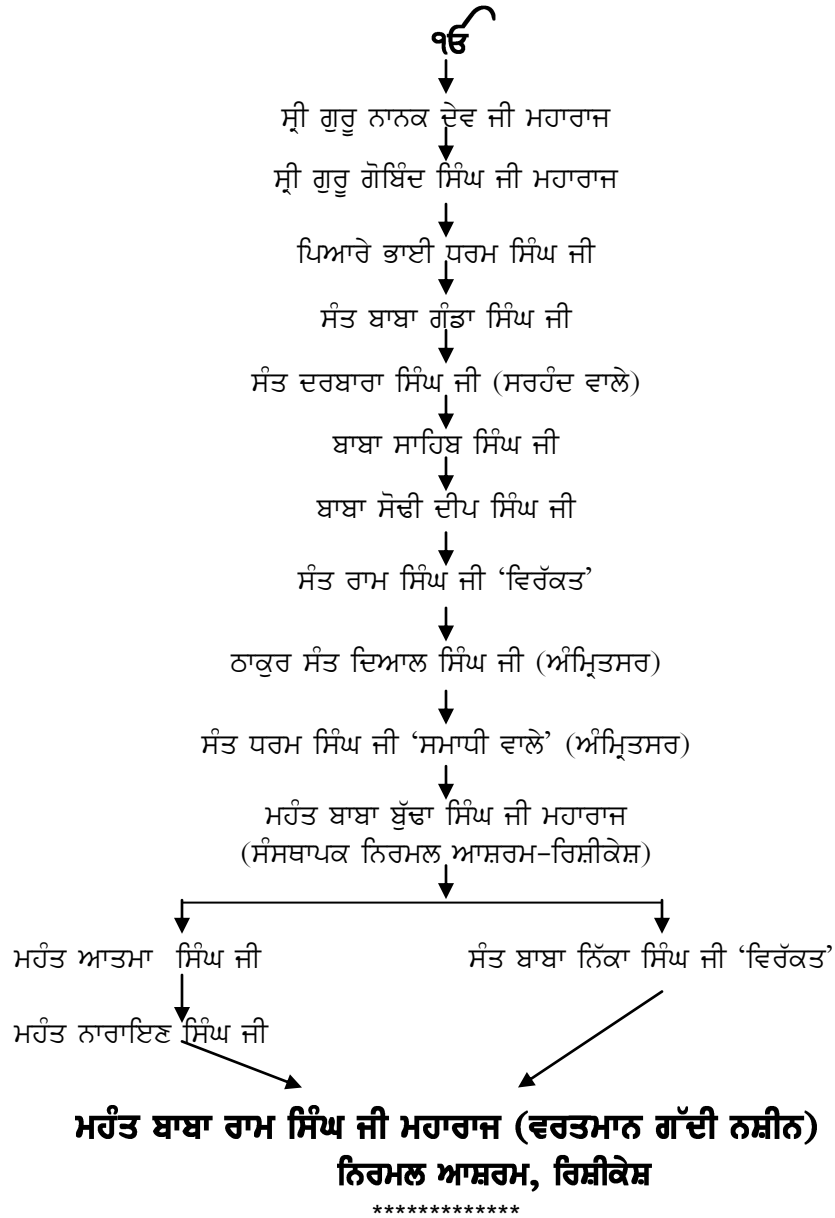 ੴ
ਸ੍ਰੀ ਗੁਰੂ ਨਾਨਕ ਦੇਵ ਜੀ ਮਹਾਰਾਜ
ਸ੍ਰੀ ਗੁਰੂ ਗੋਬਿੰਦ ਸਿੰਘ ਜੀ ਮਹਾਰਾਜ
ਪਿਆਰੇ ਭਾਈ ਧਰਮ ਸਿੰਘ ਜੀ
ਸੰਤ ਬਾਬਾ ਗੰਡਾ ਸਿੰਘ ਜੀ
ਸੰਤ ਦਰਬਾਰਾ ਸਿੰਘ ਜੀ (ਸਰਹੰਦ ਵਾਲੇ)
ਬਾਬਾ ਸਾਹਿਬ ਸਿੰਘ ਜੀ
ਬਾਬਾ ਸੋਢੀ ਦੀਪ ਸਿੰਘ ਜੀ
ਸੰਤ ਰਾਮ ਸਿੰਘ ਜੀ ‘ਵਿਰੱਕਤ’
ਠਾਕੁਰ ਸੰਤ ਦਿਆਲ ਸਿੰਘ ਜੀ (ਅੰਮ੍ਰਿਤਸਰ)
ਸੰਤ ਧਰਮ ਸਿੰਘ ਜੀ ‘ਸਮਾਧੀ ਵਾਲੇ’ (ਅੰਮ੍ਰਿਤਸਰ)
ਮਹੰਤ ਬਾਬਾ ਬੁੱਢਾ ਸਿੰਘ ਜੀ ਮਹਾਰਾਜ
(ਸੰਸਥਾਪਕ ਨਿਰਮਲ ਆਸ਼ਰਮ-ਰਿਸ਼ੀਕੇਸ਼)
ਮਹੰਤ ਆਤਮਾ ਸਿੰਘ ਜੀ
ਸੰਤ ਬਾਬਾ ਨਿੱਕਾ ਸਿੰਘ ਜੀ ‘ਵਿਰੱਕਤ’
ਮਹੰਤ ਨਾਰਾਇਣ ਸਿੰਘ ਜੀ
ਮਹੰਤ ਬਾਬਾ ਰਾਮ ਸਿੰਘ ਜੀ ਮਹਾਰਾਜ (ਵਰਤਮਾਨ ਗੱਦੀ ਨਸ਼ੀਨ)
ਨਿਰਮਲ ਆਸ਼ਰਮ, ਰਿਸ਼ੀਕੇਸ਼
*************